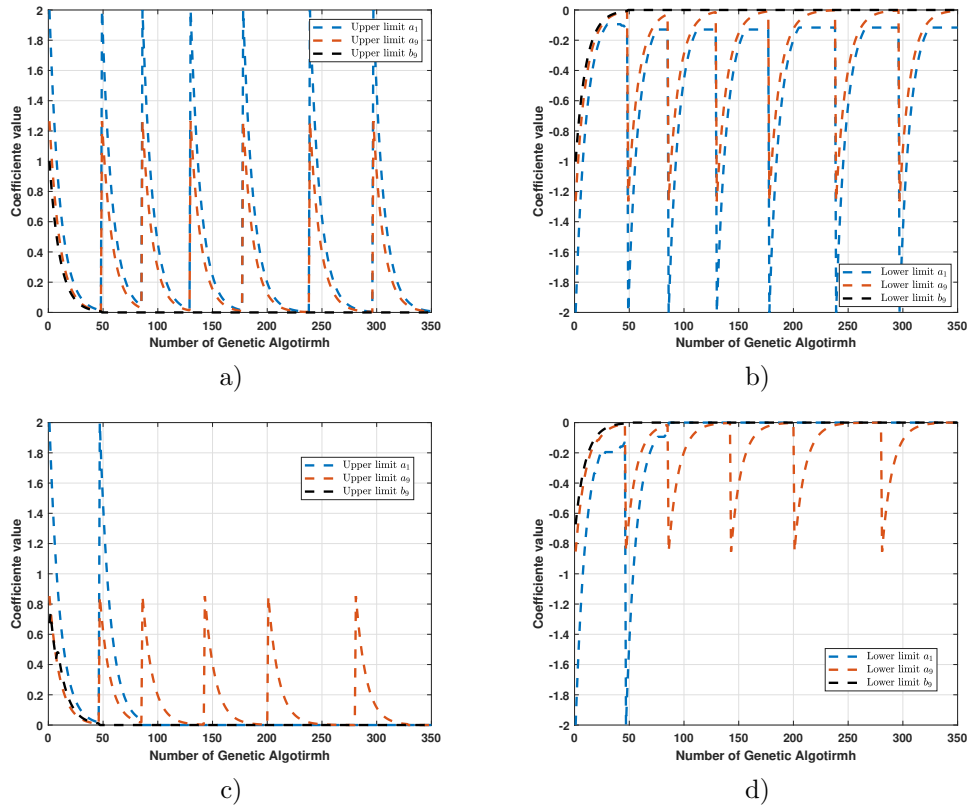 2
1.8
1.6
1.4
1.2
1
0.8
0.6
0.4
0.2
0
Coefficiente value
Upper limit a₁
Upper limit a₉
Upper limit b₉
0 50 100 150 200 250 300 350
Number of Genetic Algotirmh
a)
0
-0.2
-0.4
-0.6
-0.8
-1
-1.2
-1.4
-1.6
-1.8
-2
Coefficiente value
Lower limit a₁
Lower limit a₉
Lower limit b₉
0 50 100 150 200 250 300 350
Number of Genetic Algotirmh
b)
2
1.8
1.6
1.4
1.2
1
0.8
0.6
0.4
0.2
0
Coefficiente value
Upper limit a₁
Upper limit a₉
Upper limit b₉
0 50 100 150 200 250 300 350
Number of Genetic Algotirmh
c)
0
-0.2
-0.4
-0.6
-0.8
-1
-1.2
-1.4
-1.6
-1.8
-2
Coefficiente value
Lower limit a₁
Lower limit a₉
Lower limit b₉
0 50 100 150 200 250 300 350
Number of Genetic Algotirmh
d)